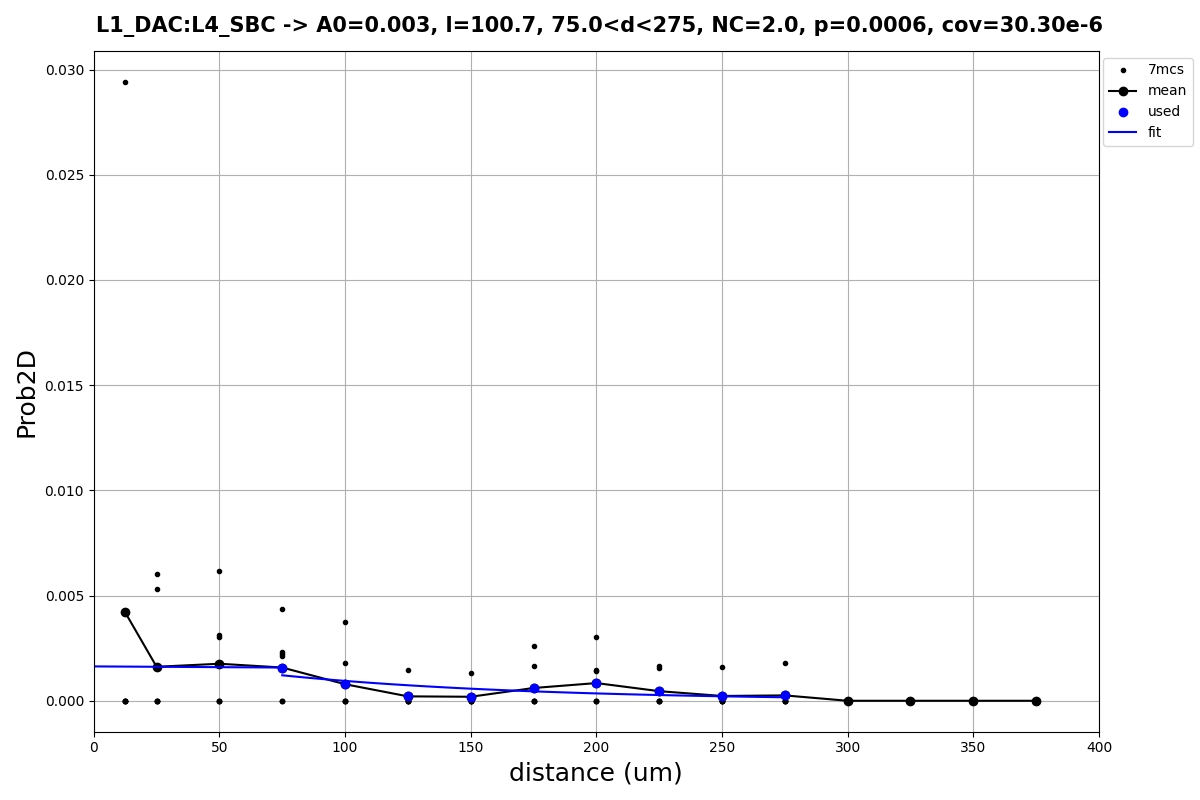 L1_DAC:L4_SBC -> A0=0.003, l=100.7, 75.0<d<275, NC=2.0, p=0.0006, cov=30.30e-6
7mcs
mean
used
fit
0.030
0.025
0.020
0.015
0.010
0.005
0.000
Prob2D
0
50
100
150
200
250
300
350
400
distance (um)